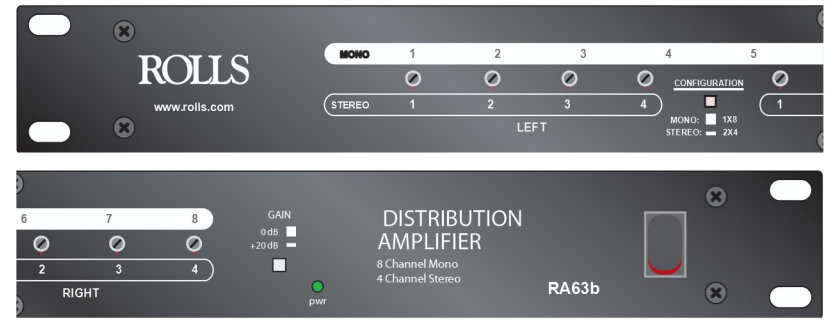 MONO 1 2 3 4 5
ROLLS
CONFIGURATION
www.rolls.com
STEREO 1 2 3 4 1
MONO: 1X8
STEREO: 2X4
LEFT
6 7 8
GAIN
0 dB
+20 dB
2 3 4
RIGHT
pwr
DISTRIBUTION
AMPLIFIER
8 Channel Mono
4 Channel Stereo
RA63b